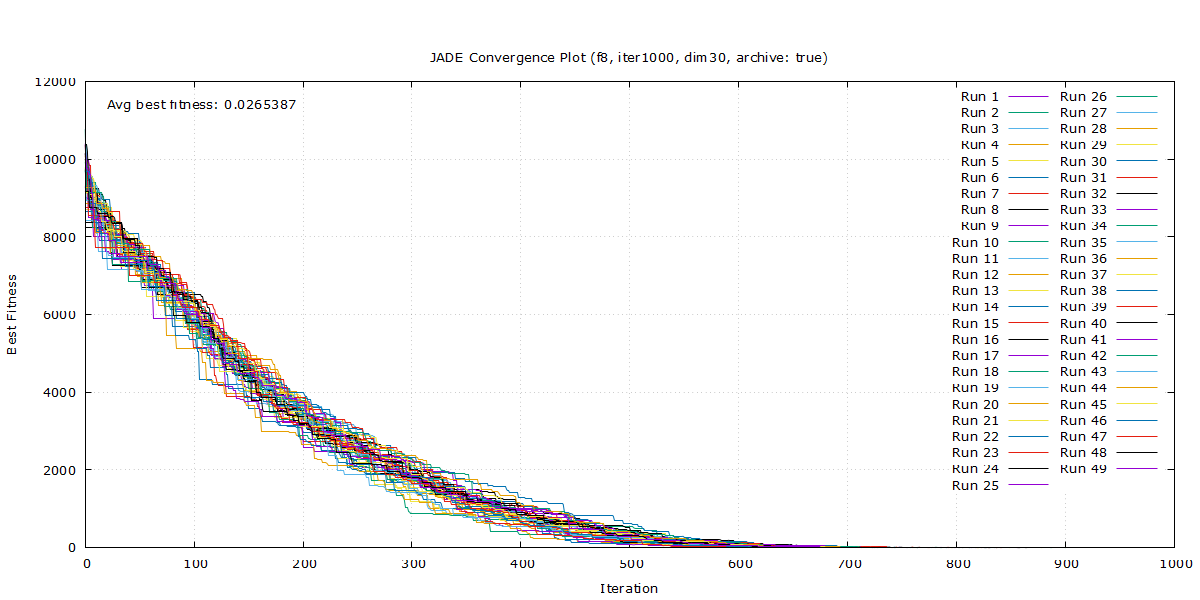 JADE Convergence Plot (f8, iter1000, dim30, archive: true)
12000
Avg best fitness: 0.0265387
10000
8000
6000
4000
2000
0
Best Fitness
Run 1
Run 2
Run 3
Run 4
Run 5
Run 6
Run 7
Run 8
Run 9
Run 10
Run 11
Run 12
Run 13
Run 14
Run 15
Run 16
Run 17
Run 18
Run 19
Run 20
Run 21
Run 22
Run 23
Run 24
Run 25
Run 26
Run 27
Run 28
Run 29
Run 30
Run 31
Run 32
Run 33
Run 34
Run 35
Run 36
Run 37
Run 38
Run 39
Run 40
Run 41
Run 42
Run 43
Run 44
Run 45
Run 46
Run 47
Run 48
Run 49
0 100 200 300 400 500 600 700 800 900 1000
Iteration